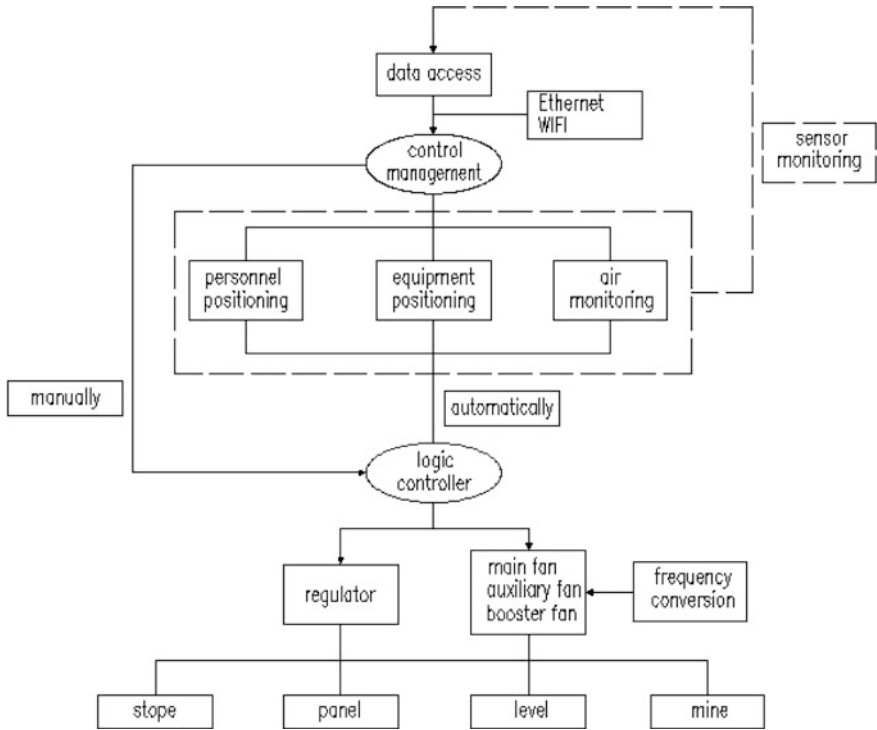 data access
Ethernet
WIFI
sensor
monitoring
control
management
personnel
positioning
equipment
positioning
air
monitoring
manually
automatically
logic
controller
regulator
main fan
auxiliary fan
booster fan
frequency
conversion
stope
panel
level
mine